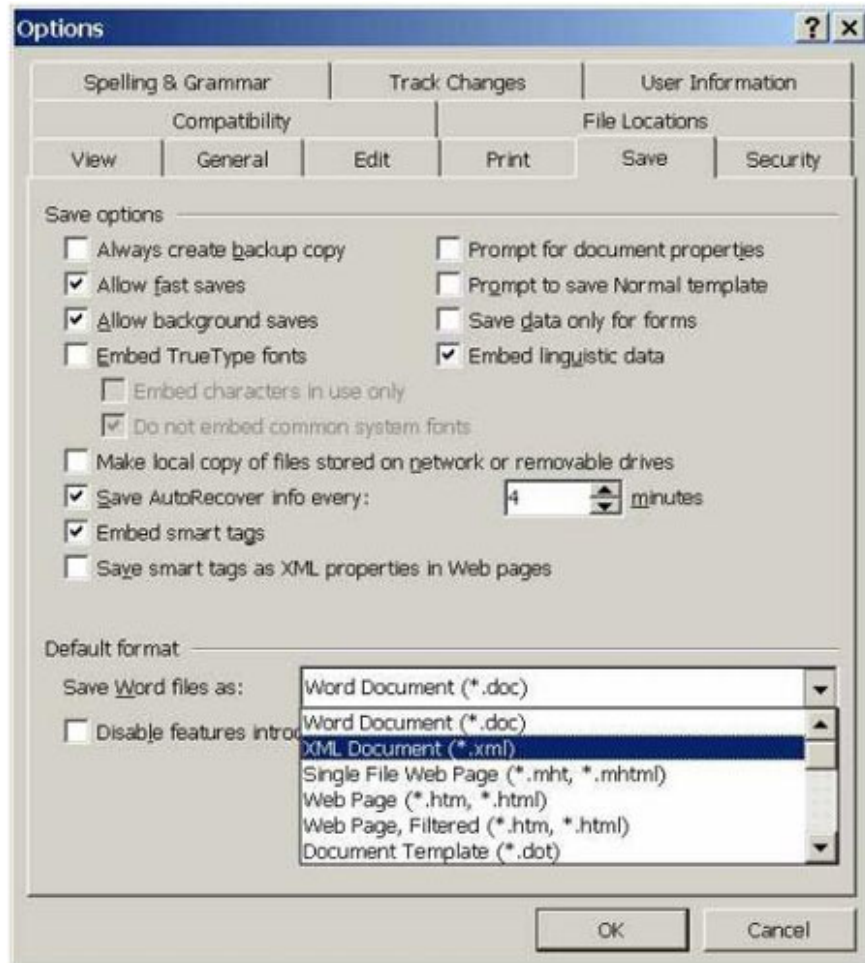 Options
Spelling & Grammar Track Changes User Information
Compatibility File Locations
View General Edit Print Save Security
Save options
Always create backup copy Prompt for document properties
Allow fast saves Prompt to save Normal template
Allow background saves Save data only for forms
Embed TrueType fonts Embed linguistic data
Embed characters in use only
Do not embed common system fonts
Make local copy of files stored on network or removable drives
Save AutoRecover info every: 4 minutes
Embed smart tags
Save smart tags as XML properties in Web pages
Default format
Save Word files as: Word Document (*.doc)
Disable features introd
Word Document (*.doc)
XML Document (*.xml)
Single File Web Page (*.mht, *.mhtml)
Web Page (*.htm, *.html)
Web Page, Filtered (*.htm, *.html)
Document Template (*.dot)
OK Cancel